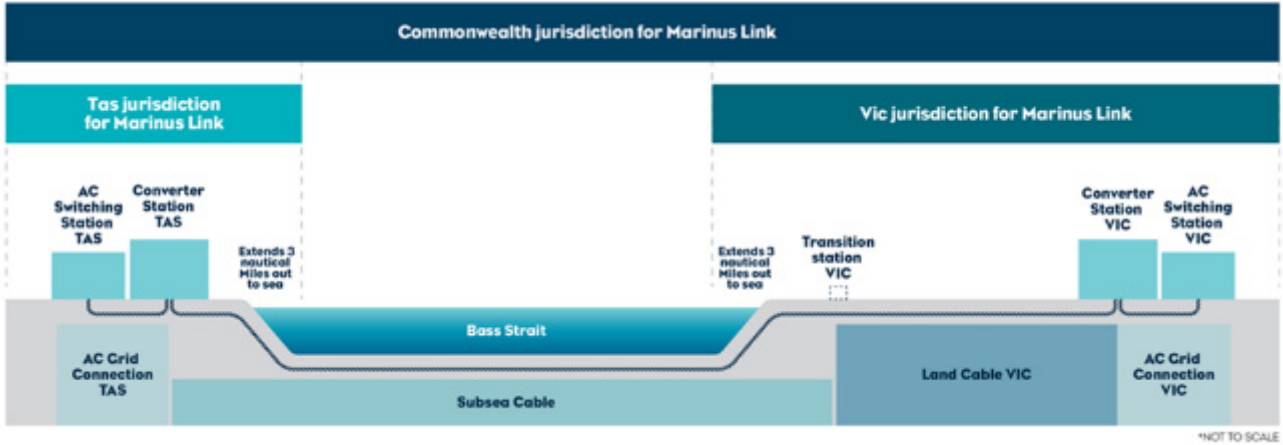 Commonwealth jurisdiction for Marinus Link
Tas jurisdiction
for Marinus Link
Vic jurisdiction for Marinus Link
AC
Switching
Station
TAS
Converter
Station
TAS
Extends 3
nautical
Miles out
to sea
Extends 3
nautical
Miles out
to sea
Transition
station
VIC
Converter
Station
VIC
AC
Switching
Station
VIC
Bass Strait
AC Grid
Connection
TAS
Subsea Cable
Land Cable VIC
AC Grid
Connection
VIC
*NOT TO SCALE